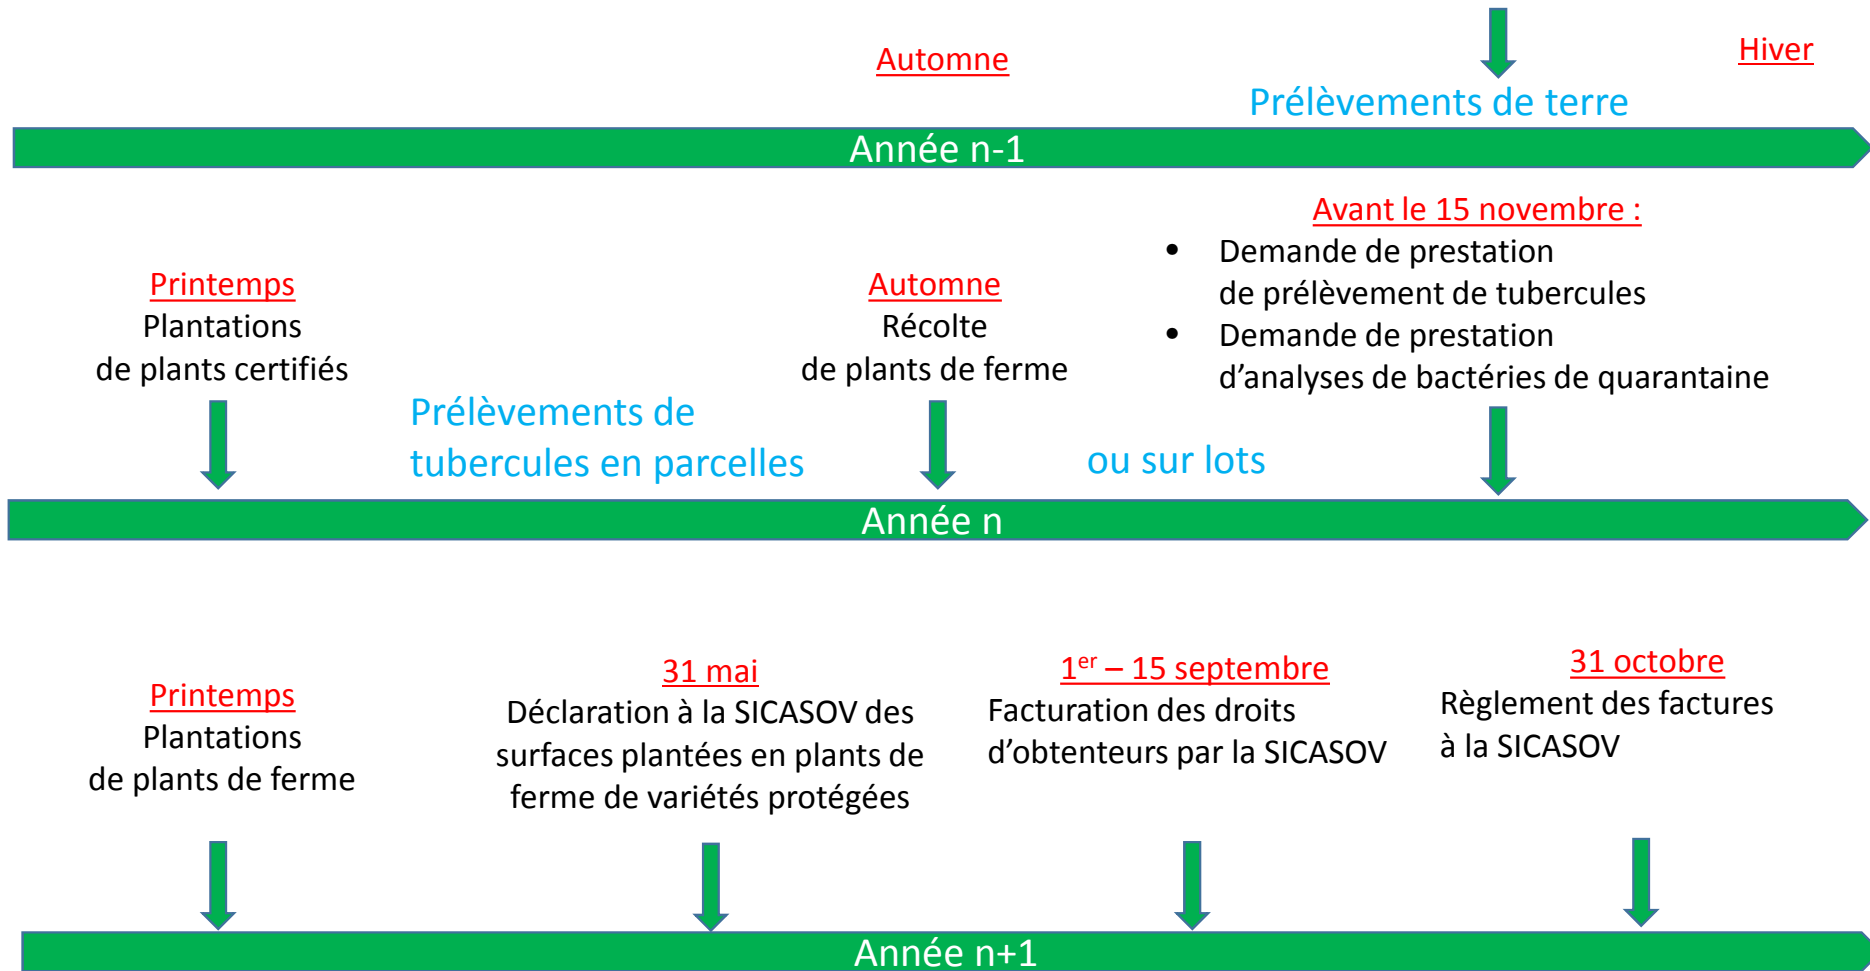 Automne
Hiver
Prélèvements de terre
Année n-1
Avant le 15 novembre :
• Demande de prestation
de prélèvement de tubercules
• Demande de prestation
d’analyses de bactéries de quarantaine
Printemps
Plantations
de plants certifiés
Automne
Récolte
de plants de ferme
Prélèvements de
tubercules en parcelles
ou sur lots
Année n
Printemps
Plantations
de plants de ferme
31 mai
Déclaration à la SICASOV des
surfaces plantées en plants de
ferme de variétés protégées
1er – 15 septembre
Facturation des droits
d’obtenteurs par la SICASOV
31 octobre
Règlement des factures
à la SICASOV
Année n+1